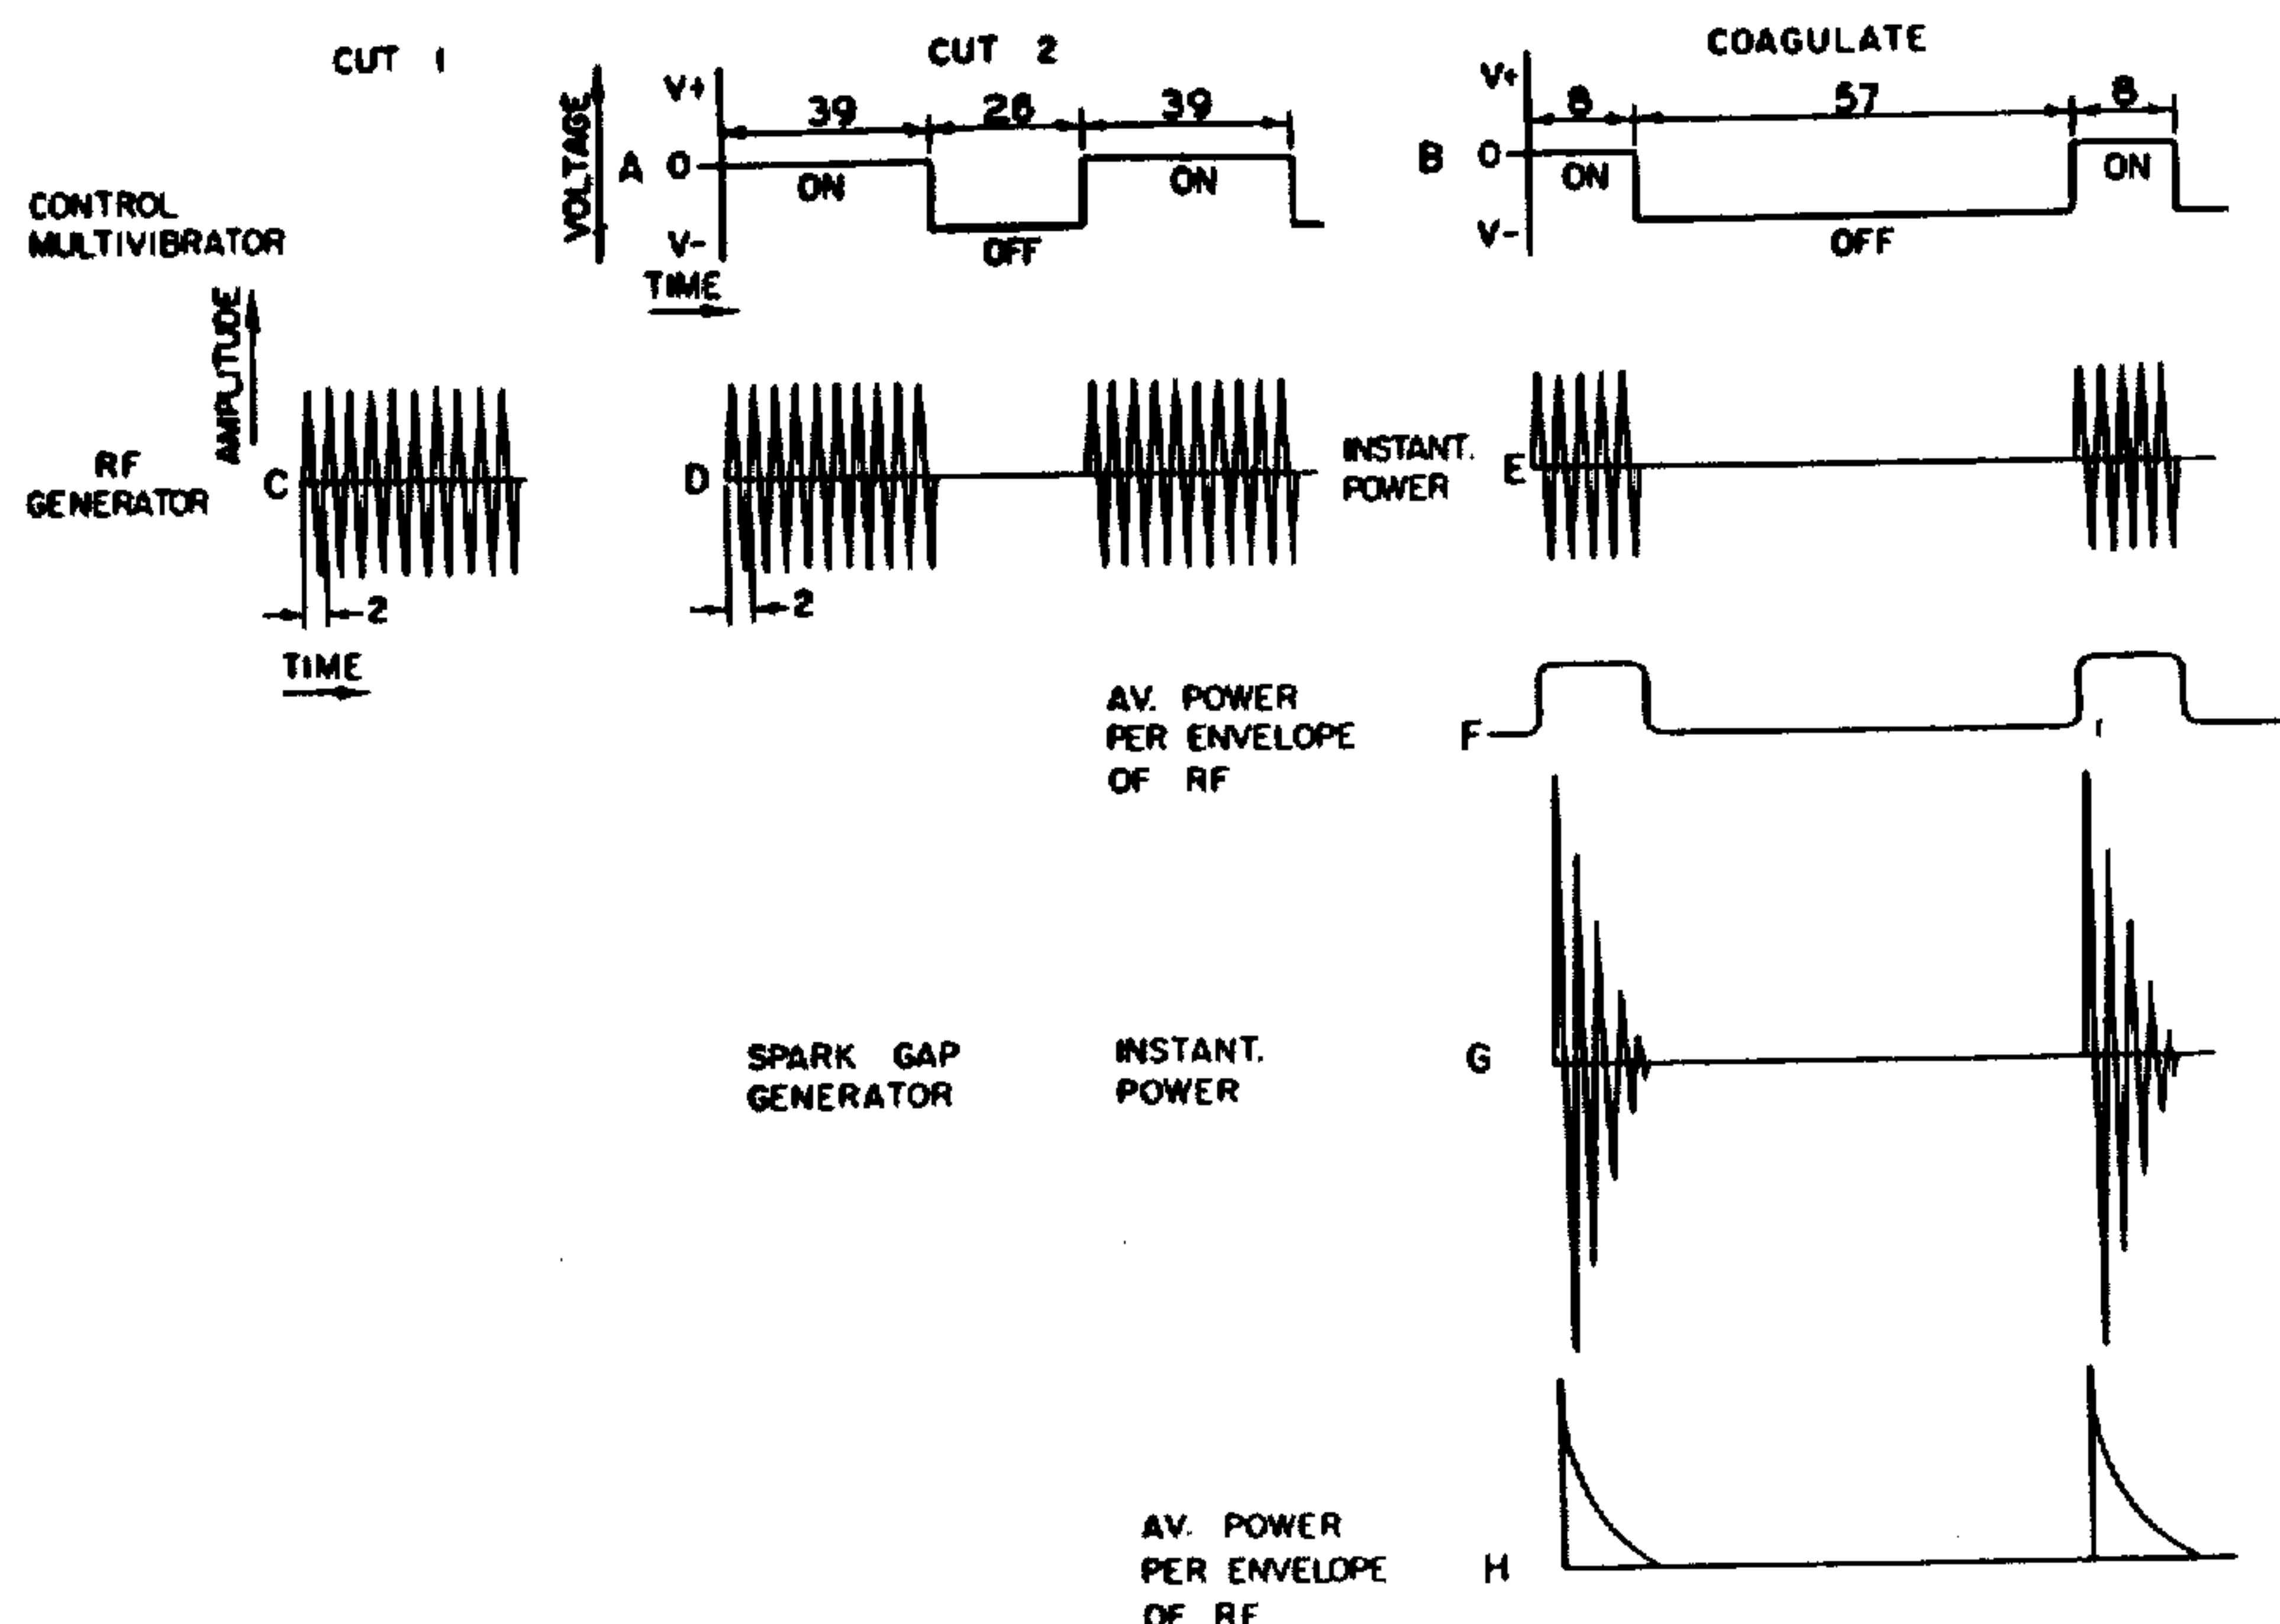 CUT 1
CUT 2
COAGULATE
CONTROL
MULTIVIBRATOR
VOLTAGE
A
V+
O
V-
39
26
39
ON
OFF
ON
TIME
B
V+
O
V-
8
57
8
ON
OFF
ON
AMPLITUDE
RF
GENERATOR
C
2
TIME
D
2
INSTANT.
POWER
E
AV. POWER
PER ENVELOPE
OF RF
F
SPARK GAP
GENERATOR
INSTANT.
POWER
G
AV. POWER
PER ENVELOPE
OF RF
H